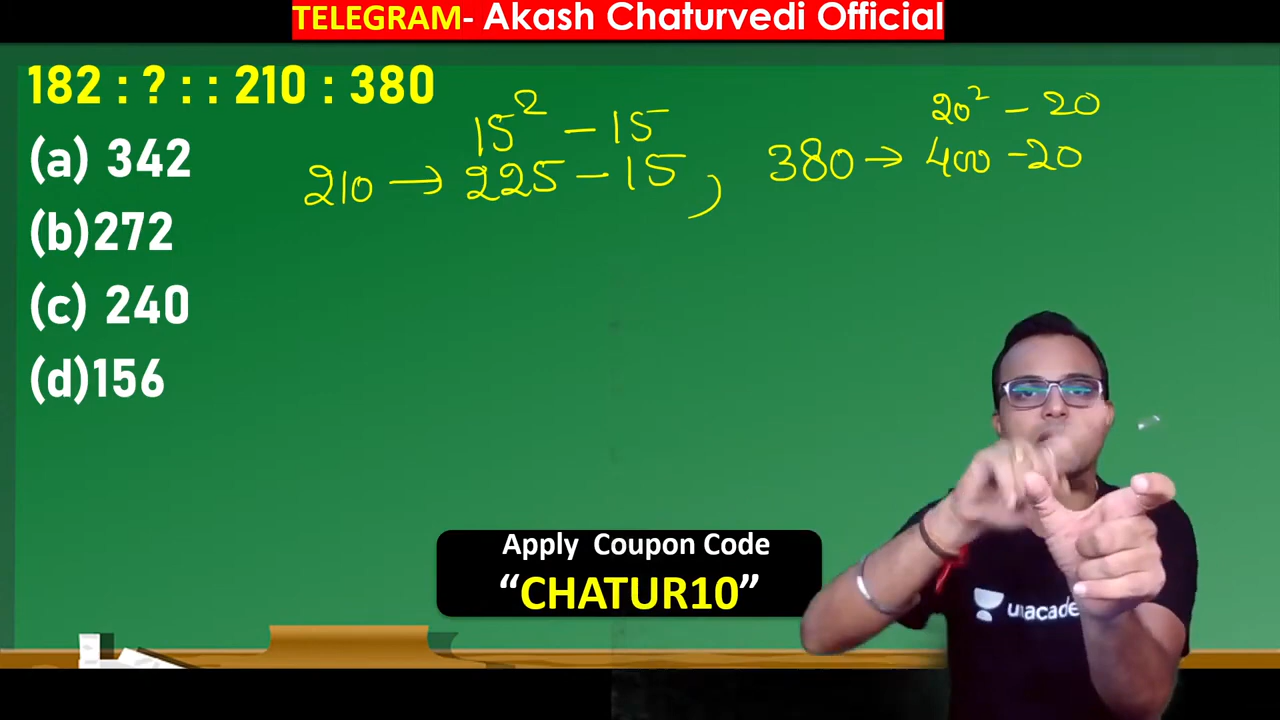 TELEGRAM- Akash Chaturvedi Official
182 : ? : : 210 : 380
(a) 342
(b)272
(c) 240
(d)156
15² - 15
210 → 225 - 15 ,
20² - 20
380 → 400 - 20
Apply Coupon Code
“CHATUR10”
unacade